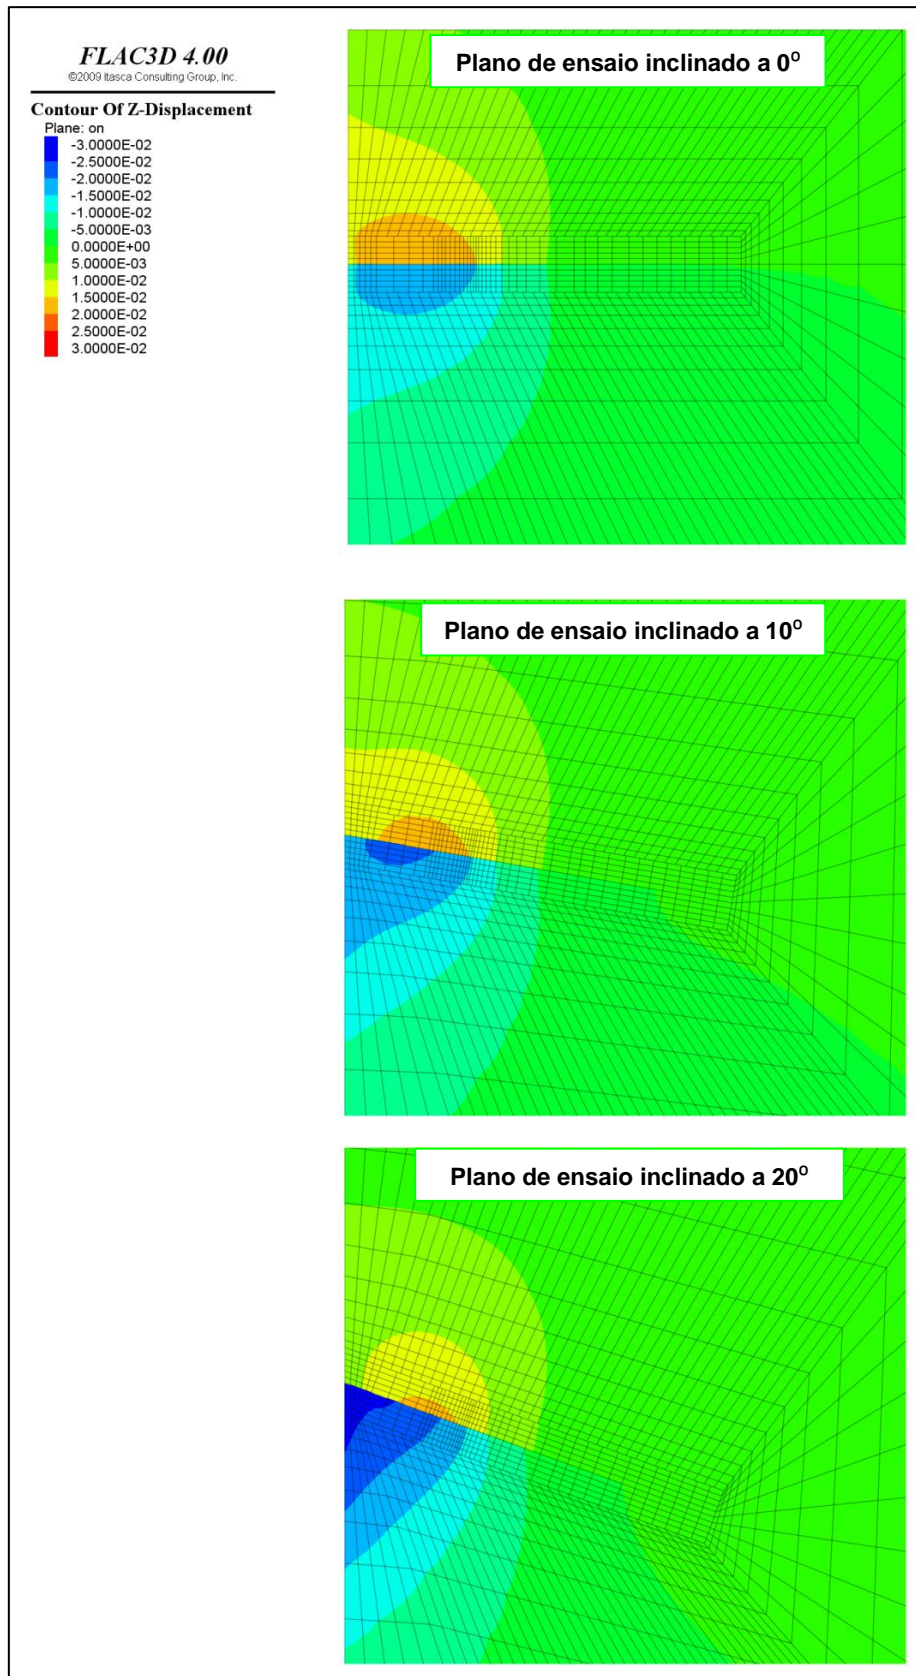 FLAC3D 4.00
©2009 Itasca Consulting Group, Inc.
Contour Of Z-Displacement
Plane: on
-3.0000E-02
-2.5000E-02
-2.0000E-02
-1.5000E-02
-1.0000E-02
-5.0000E-03
0.0000E+00
5.0000E-03
1.0000E-02
1.5000E-02
2.0000E-02
2.5000E-02
3.0000E-02
Plano de ensaio inclinado a 0º
Plano de ensaio inclinado a 10º
Plano de ensaio inclinado a 20º